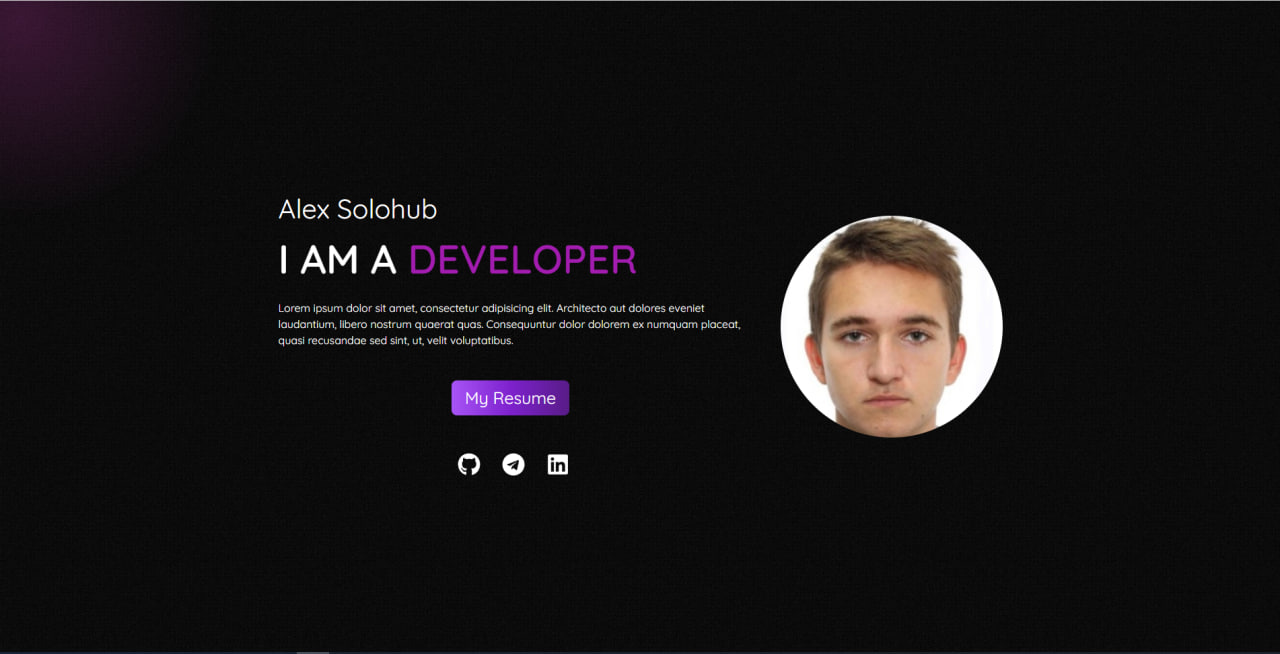 Alex Solohub
I AM A DEVELOPER
Lorem ipsum dolor sit amet, consectetur adipisicing elit. Architecto aut dolores eveniet
laudantium, libero nostrum quaerat quas. Consequuntur dolor dolorem ex numquam placeat,
quasi recusandae sed sint, ut, velit voluptatibus.
My Resume
in